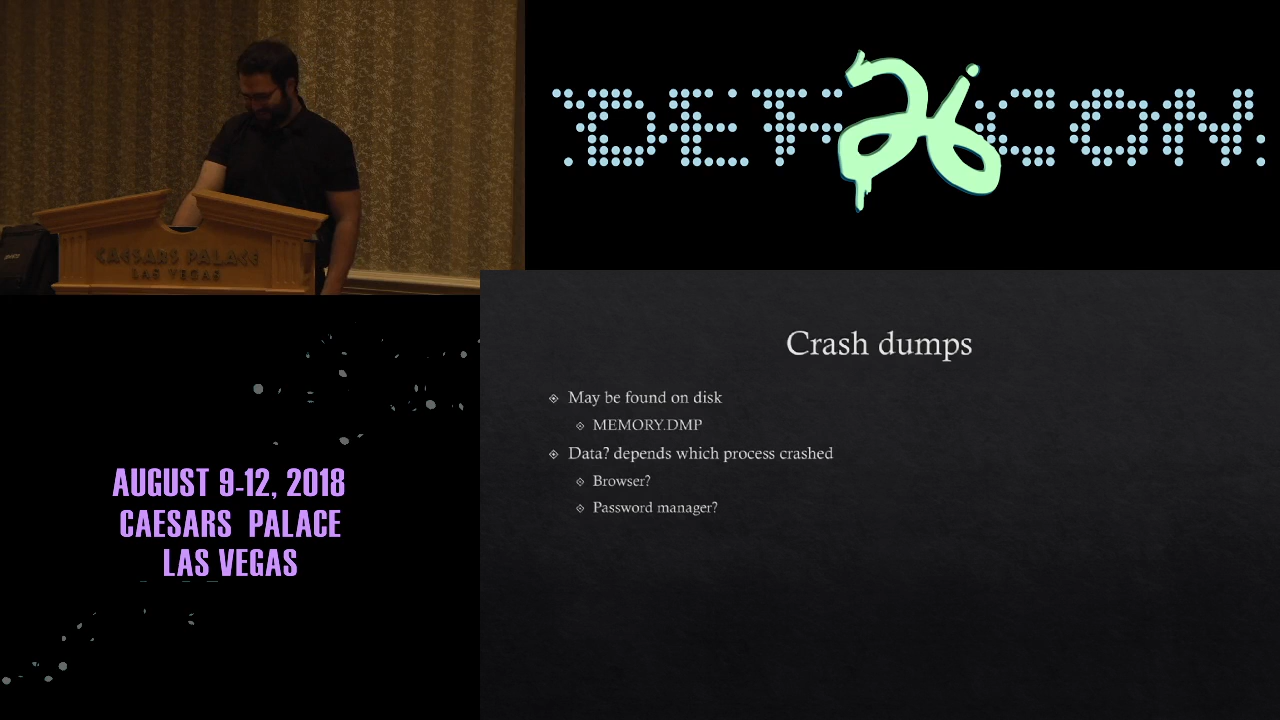 CAESARS PALACE
LAS VEGAS
DEF 26 CON
Crash dumps
May be found on disk
MEMORY.DMP
Data? depends which process crashed
Browser?
Password manager?
AUGUST 9-12, 2018
CAESARS PALACE
LAS VEGAS